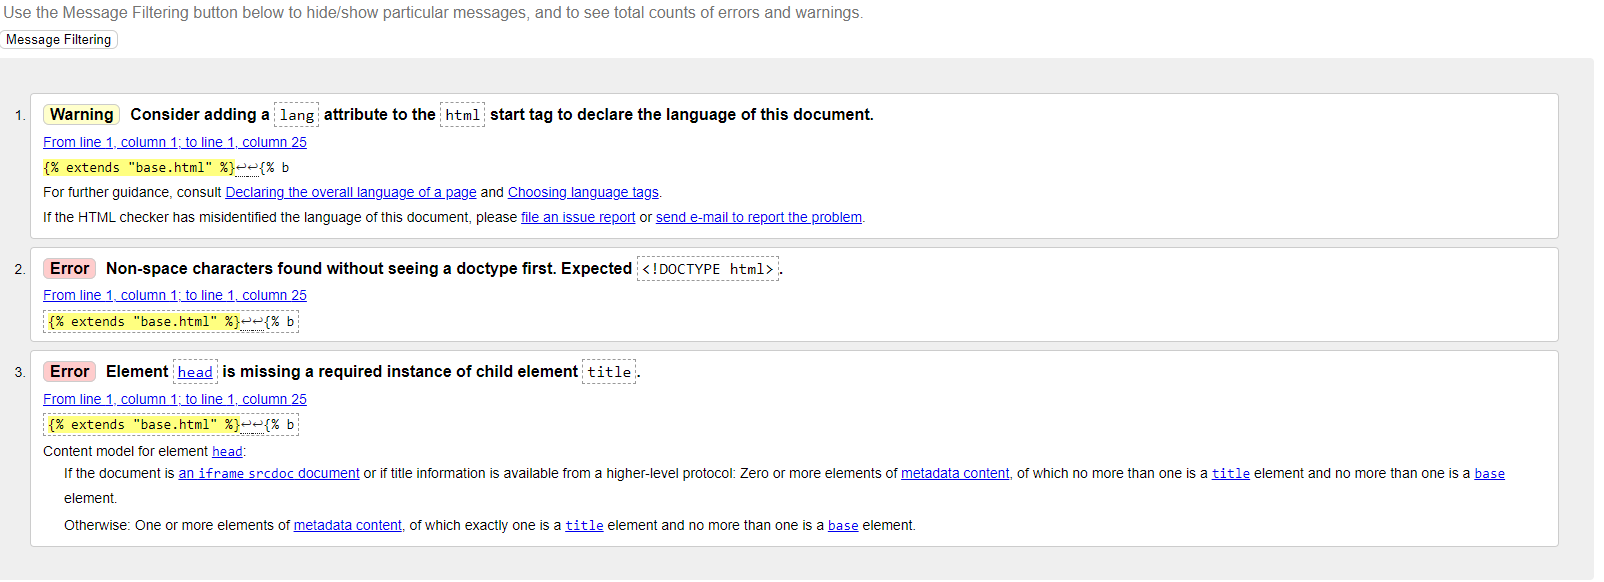 Use the Message Filtering button below to hide/show particular messages, and to see total counts of errors and warnings.
Message Filtering
1. Warning Consider adding a lang attribute to the html start tag to declare the language of this document.
From line 1, column 1; to line 1, column 25
{% extends "base.html" %}↩↩{% b
For further guidance, consult Declaring the overall language of a page and Choosing language tags.
If the HTML checker has misidentified the language of this document, please file an issue report or send e-mail to report the problem.
2. Error Non-space characters found without seeing a doctype first. Expected <!DOCTYPE html>.
From line 1, column 1; to line 1, column 25
{% extends "base.html" %}↩↩{% b
3. Error Element head is missing a required instance of child element title.
From line 1, column 1; to line 1, column 25
{% extends "base.html" %}↩↩{% b
Content model for element head:
If the document is an iframe srcdoc document or if title information is available from a higher-level protocol: Zero or more elements of metadata content, of which no more than one is a title element and no more than one is a base
element.
Otherwise: One or more elements of metadata content, of which exactly one is a title element and no more than one is a base element.